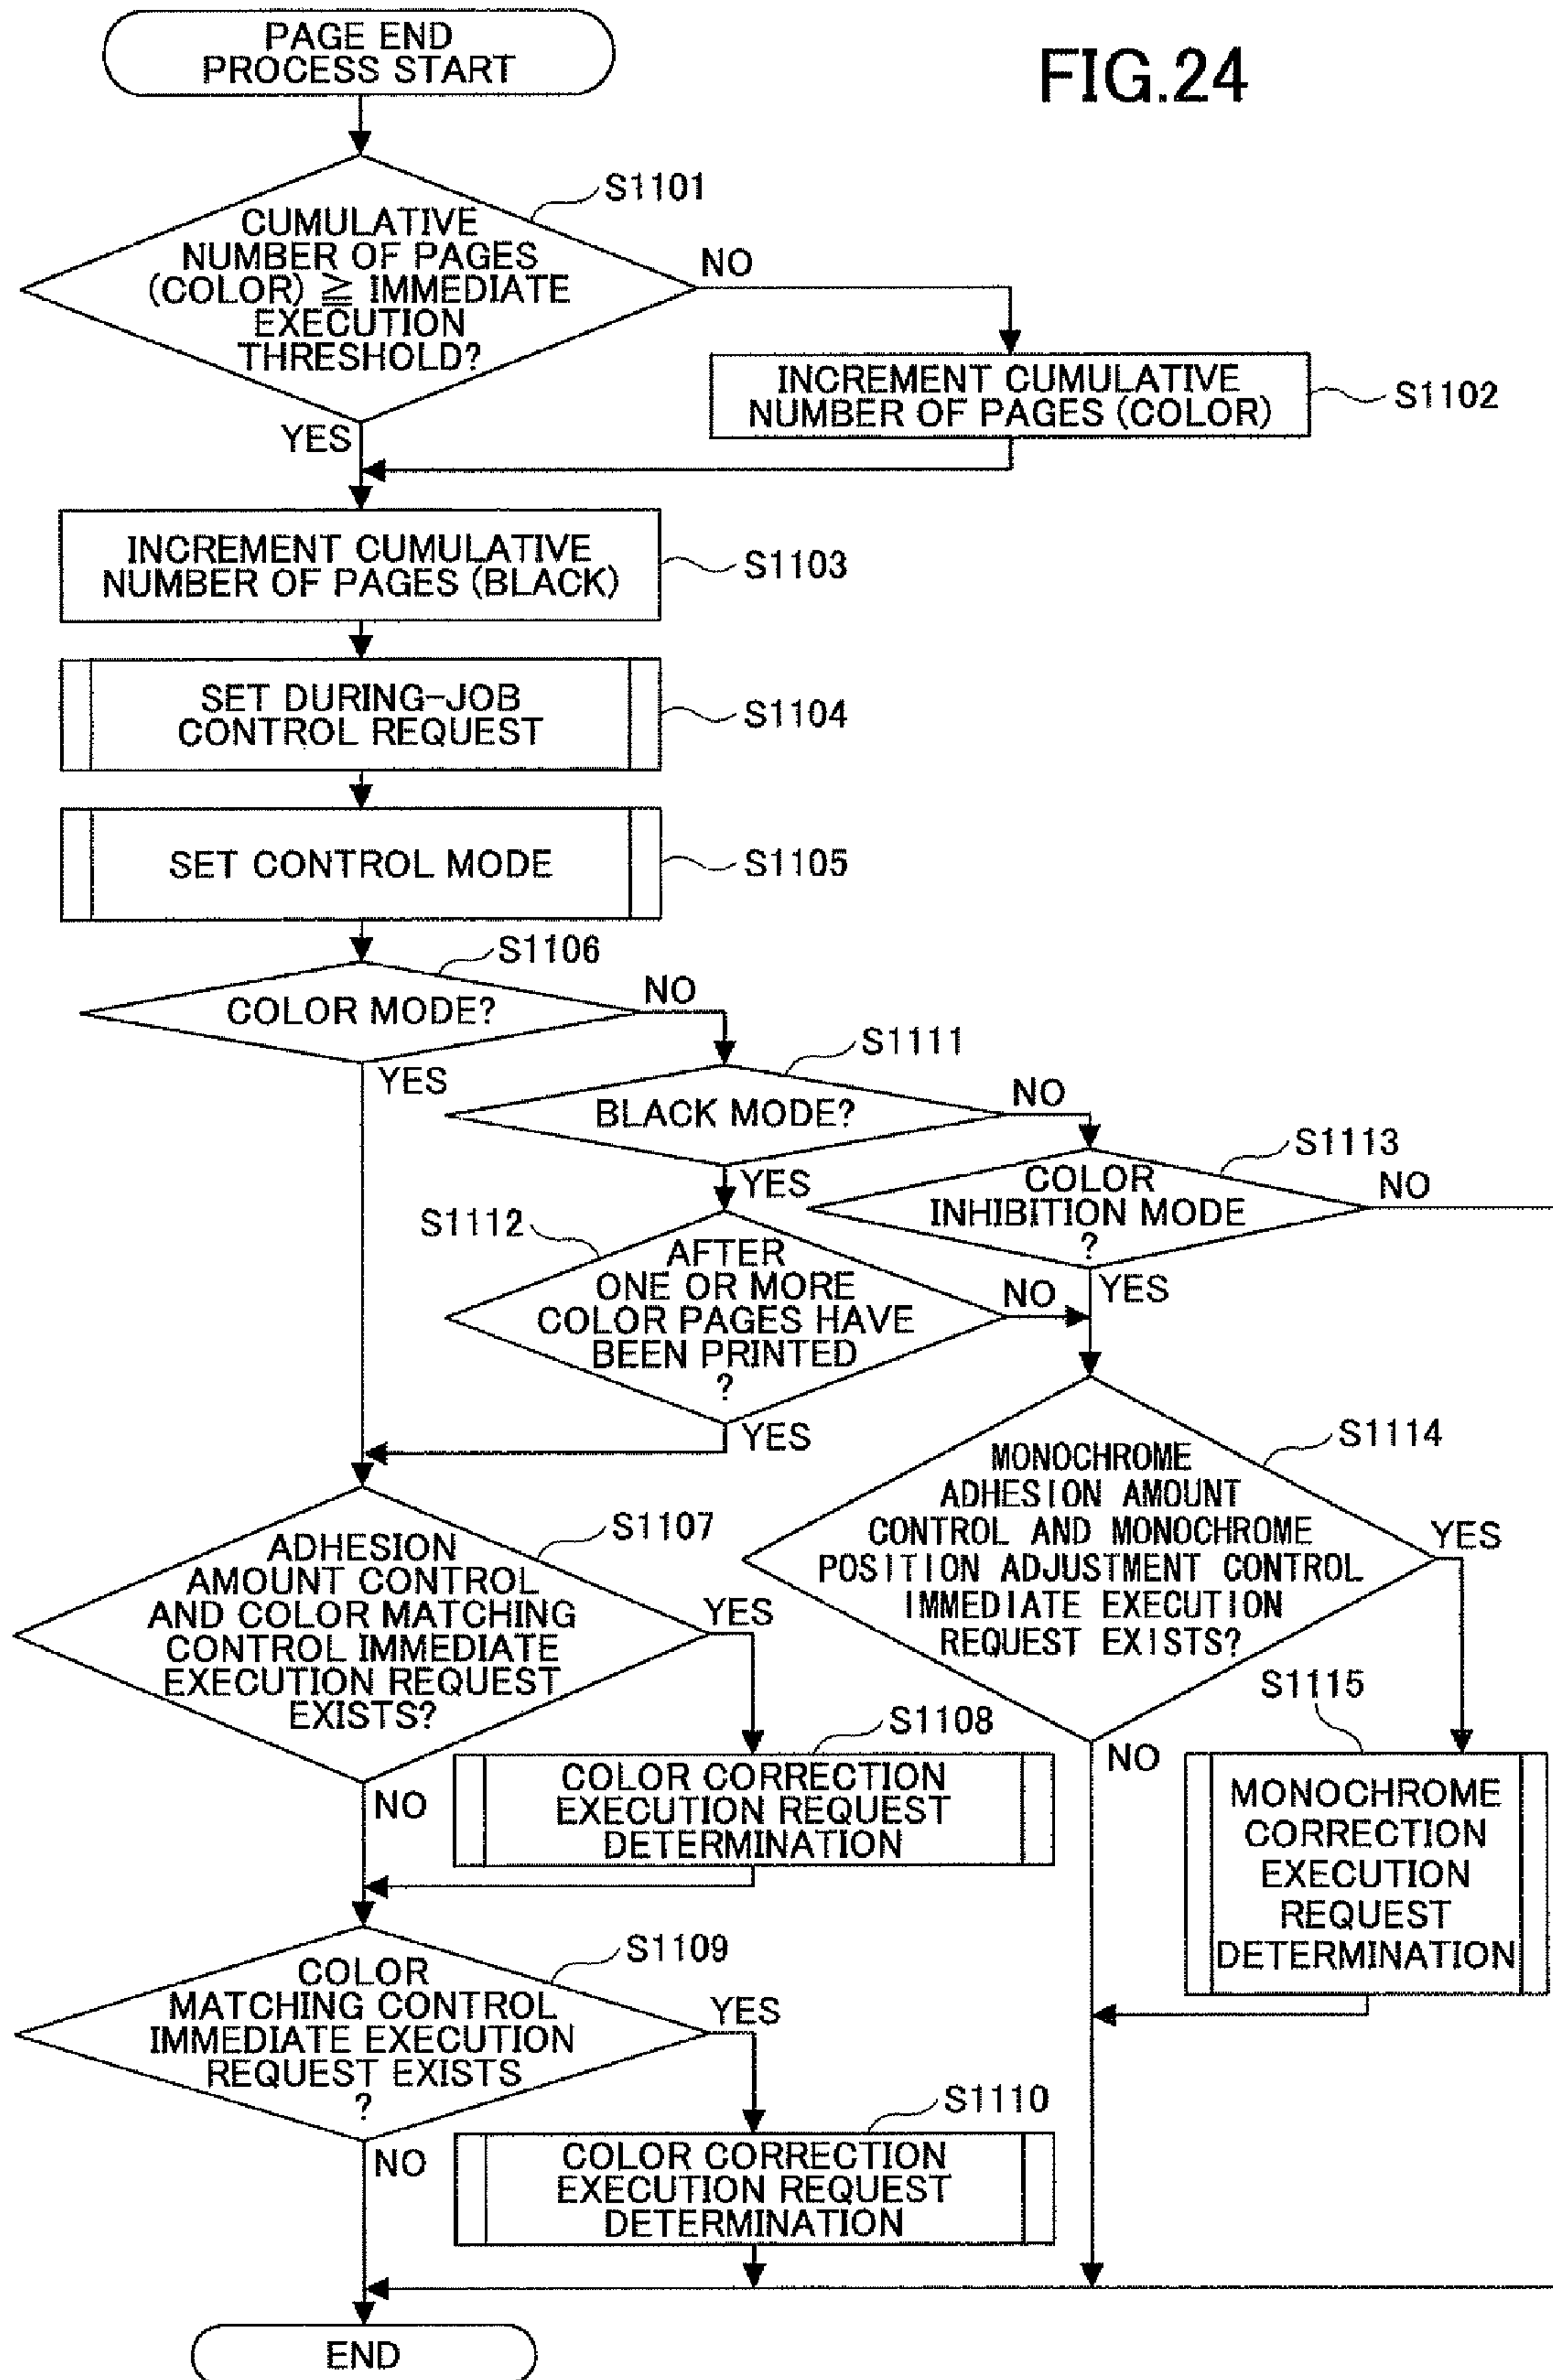 PAGE END
PROCESS START
FIG.24
S1101
CUMULATIVE
NUMBER OF PAGES
(COLOR) ≧ IMMEDIATE
EXECUTION
THRESHOLD?
NO
YES
INCREMENT CUMULATIVE
NUMBER OF PAGES (COLOR)
S1102
INCREMENT CUMULATIVE
NUMBER OF PAGES (BLACK)
S1103
SET DURING-JOB
CONTROL REQUEST
S1104
SET CONTROL MODE
S1105
S1106
COLOR MODE?
NO
YES
S1111
BLACK MODE?
NO
YES
S1113
COLOR
INHIBITION MODE
?
NO
YES
S1112
AFTER
ONE OR MORE
COLOR PAGES HAVE
BEEN PRINTED
?
NO
YES
S1114
MONOCHROME
ADHESION AMOUNT
CONTROL AND MONOCHROME
POSITION ADJUSTMENT CONTROL
IMMEDIATE EXECUTION
REQUEST EXISTS?
YES
NO
S1107
ADHESION
AMOUNT CONTROL
AND COLOR MATCHING
CONTROL IMMEDIATE
EXECUTION REQUEST
EXISTS?
YES
NO
S1108
COLOR CORRECTION
EXECUTION REQUEST
DETERMINATION
S1115
MONOCHROME
CORRECTION
EXECUTION
REQUEST
DETERMINATION
S1109
COLOR
MATCHING CONTROL
IMMEDIATE EXECUTION
REQUEST EXISTS
?
YES
NO
S1110
COLOR CORRECTION
EXECUTION REQUEST
DETERMINATION
END